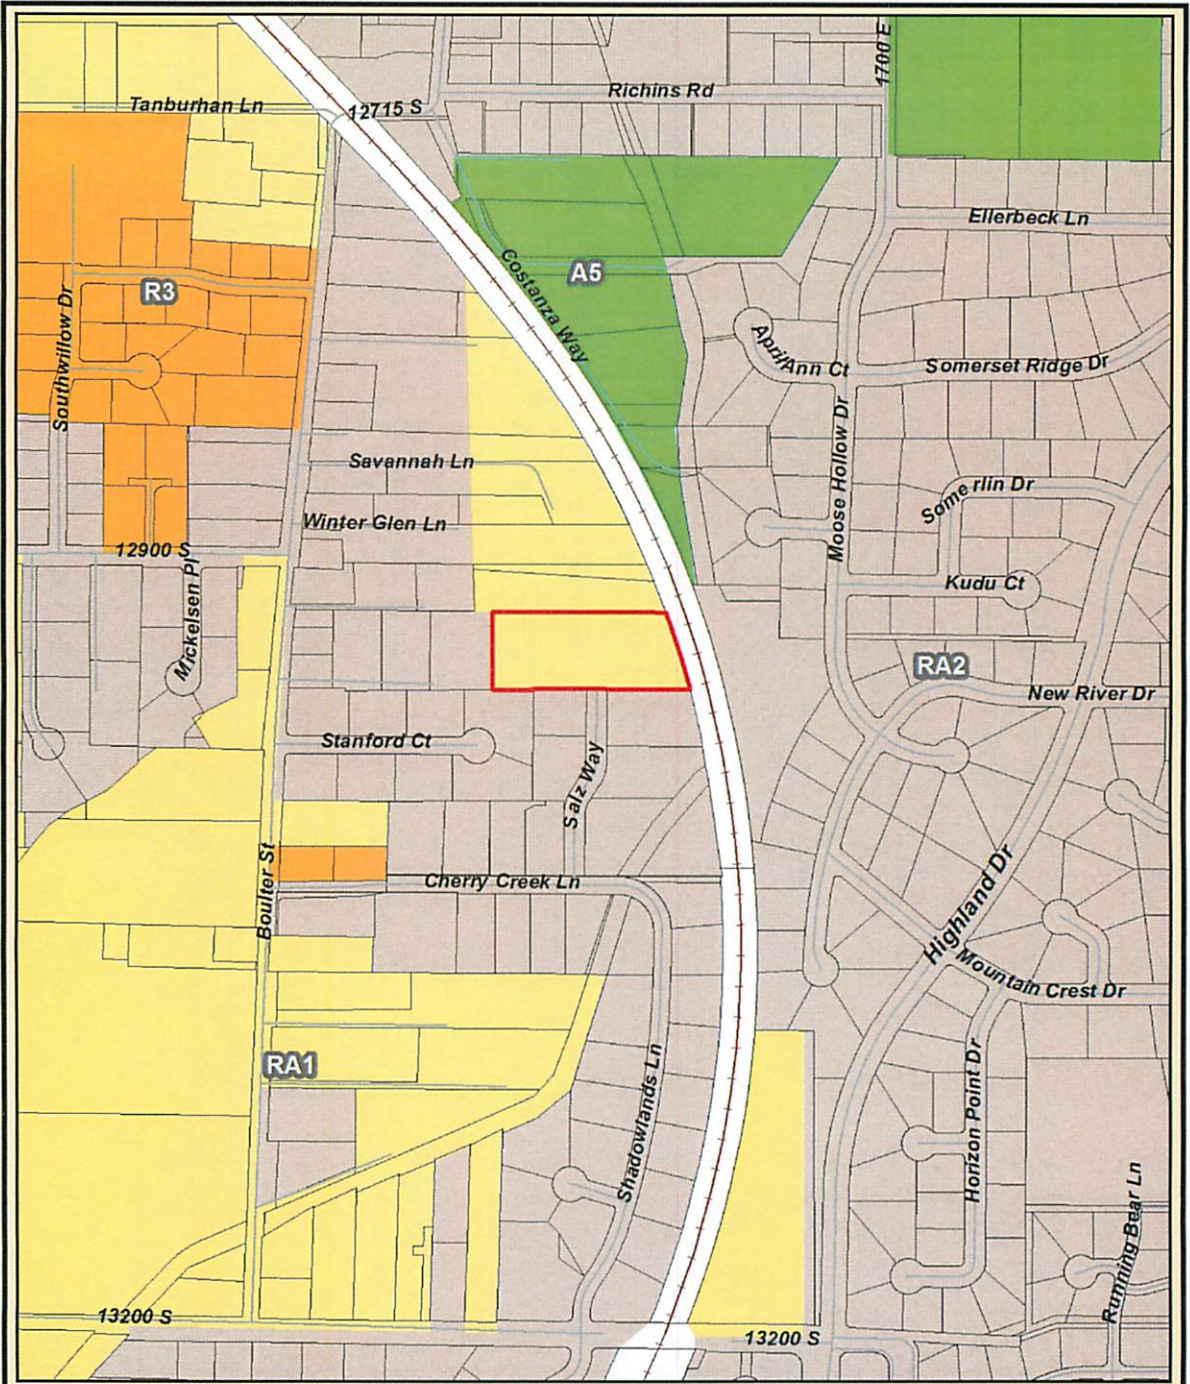 1700 E
Richins Rd
Tanburhan Ln
12715 S
Ellerbeck Ln
Costanza Way
A5
R3
Southwillow Dr
April Ann Ct
Somerset Ridge Dr
Moose Hollow Dr
Savannah Ln
Somerlin Dr
Winter Glen Ln
12900 S
Mickelsen Pl
Kudu Ct
RA2
New River Dr
Stanford Ct
Salz Way
Boulter St
Cherry Creek Ln
Highland Dr
Mountain Crest Dr
RA1
Shadowlands Ln
Horizon Point Dr
Running Bear Ln
13200 S
13200 S